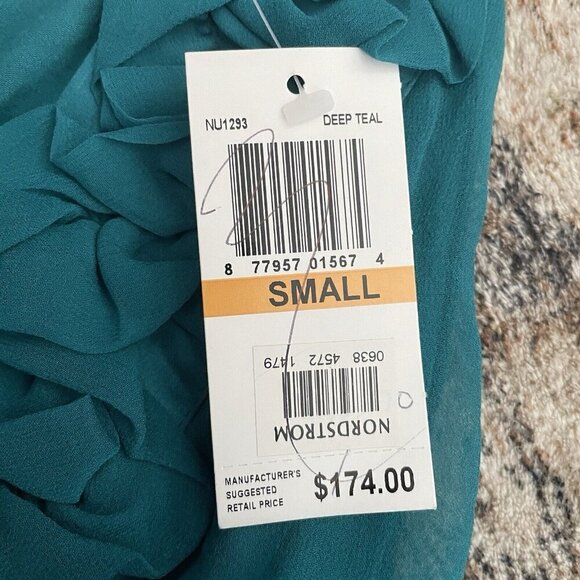 NU1293 DEEP TEAL
8 77957 01567 4
SMALL
NORDSTROM
0638 4572 1479
MANUFACTURER'S
SUGGESTED
RETAIL PRICE
$174.00